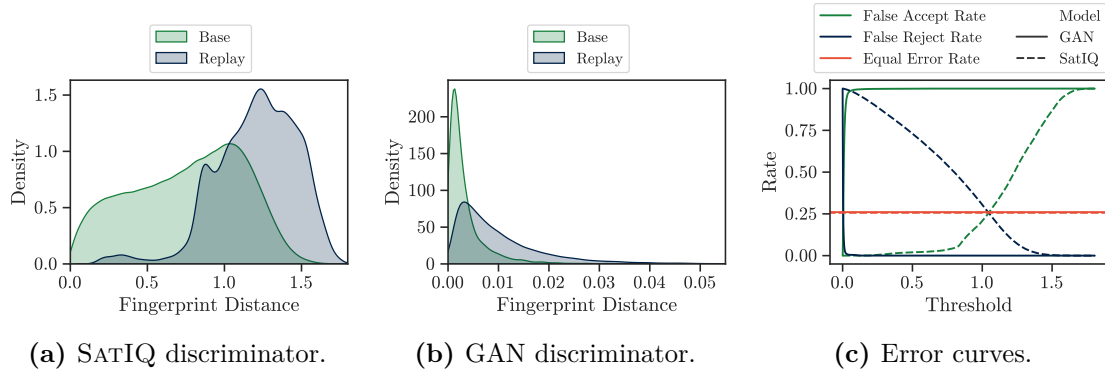 Base
Replay
1.5
1.0
0.5
0.0
Density
0.0 0.5 1.0 1.5
Fingerprint Distance
(a) SATIQ discriminator.
Base
Replay
200
150
100
50
0
Density
0.00 0.01 0.02 0.03 0.04 0.05
Fingerprint Distance
(b) GAN discriminator.
False Accept Rate
False Reject Rate
Equal Error Rate
Model
GAN
SatIQ
1.00
0.75
0.50
0.25
0.00
Rate
0.0 0.5 1.0 1.5
Threshold
(c) Error curves.